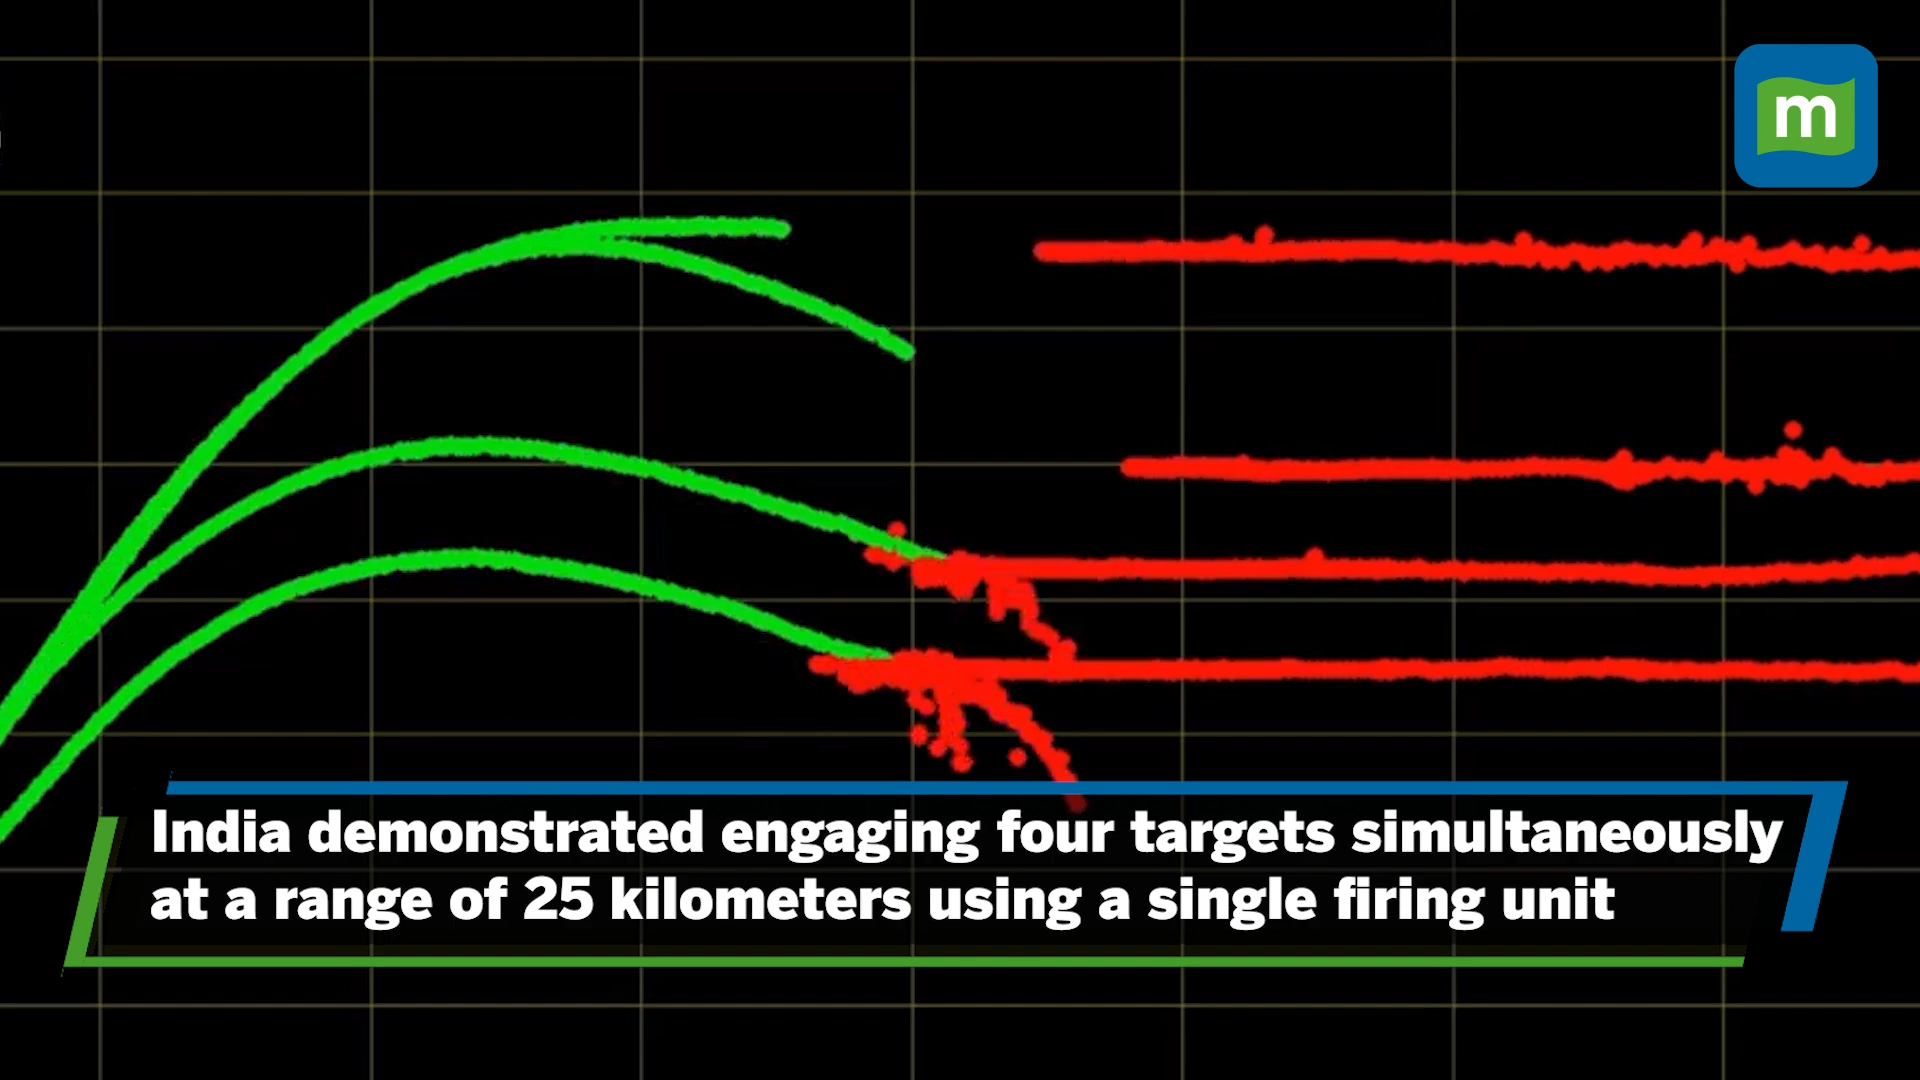 m
India demonstrated engaging four targets simultaneously
at a range of 25 kilometers using a single firing unit